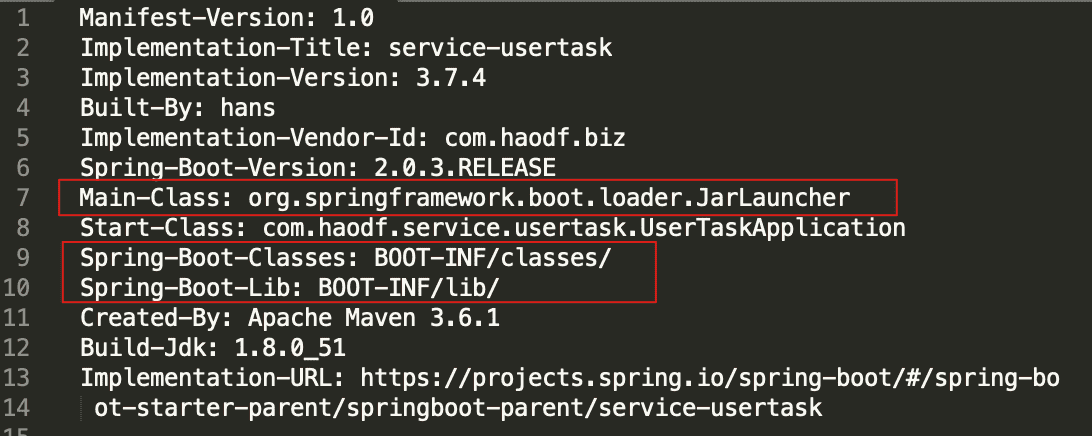 1 Manifest-Version: 1.0
2 Implementation-Title: service-usertask
3 Implementation-Version: 3.7.4
4 Built-By: hans
5 Implementation-Vendor-Id: com.haodf.biz
6 Spring-Boot-Version: 2.0.3.RELEASE
7 Main-Class: org.springframework.boot.loader.JarLauncher
8 Start-Class: com.haodf.service.usertask.UserTaskApplication
9 Spring-Boot-Classes: BOOT-INF/classes/
10 Spring-Boot-Lib: BOOT-INF/lib/
11 Created-By: Apache Maven 3.6.1
12 Build-Jdk: 1.8.0_51
13 Implementation-URL: https://projects.spring.io/spring-boot/#/spring-bo
14 ot-starter-parent/springboot-parent/service-usertask
15